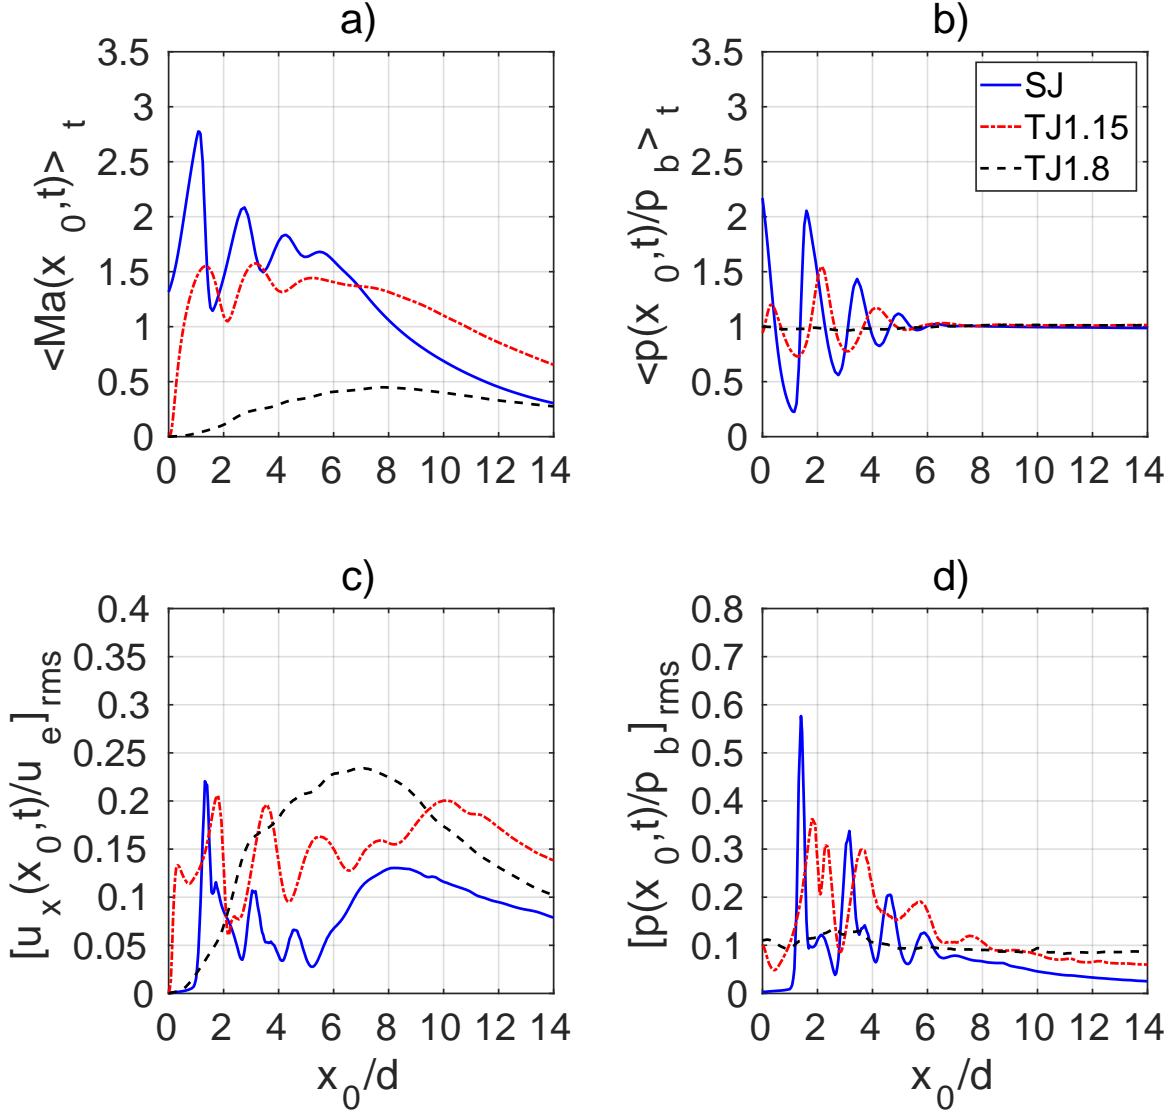 a)
<Ma(x_0,t)>_t
3.5
3
2.5
2
1.5
1
0.5
0
0 2 4 6 8 10 12 14
b)
<p(x_0,t)/p_b>_t
3.5
3
2.5
2
1.5
1
0.5
0
0 2 4 6 8 10 12 14
SJ
TJ1.15
TJ1.8
c)
[u_x(x_0,t)/u_e]_rms
0.4
0.35
0.3
0.25
0.2
0.15
0.1
0.05
0
0 2 4 6 8 10 12 14
x_0/d
d)
[p(x_0,t)/p_b]_rms
0.8
0.7
0.6
0.5
0.4
0.3
0.2
0.1
0
0 2 4 6 8 10 12 14
x_0/d